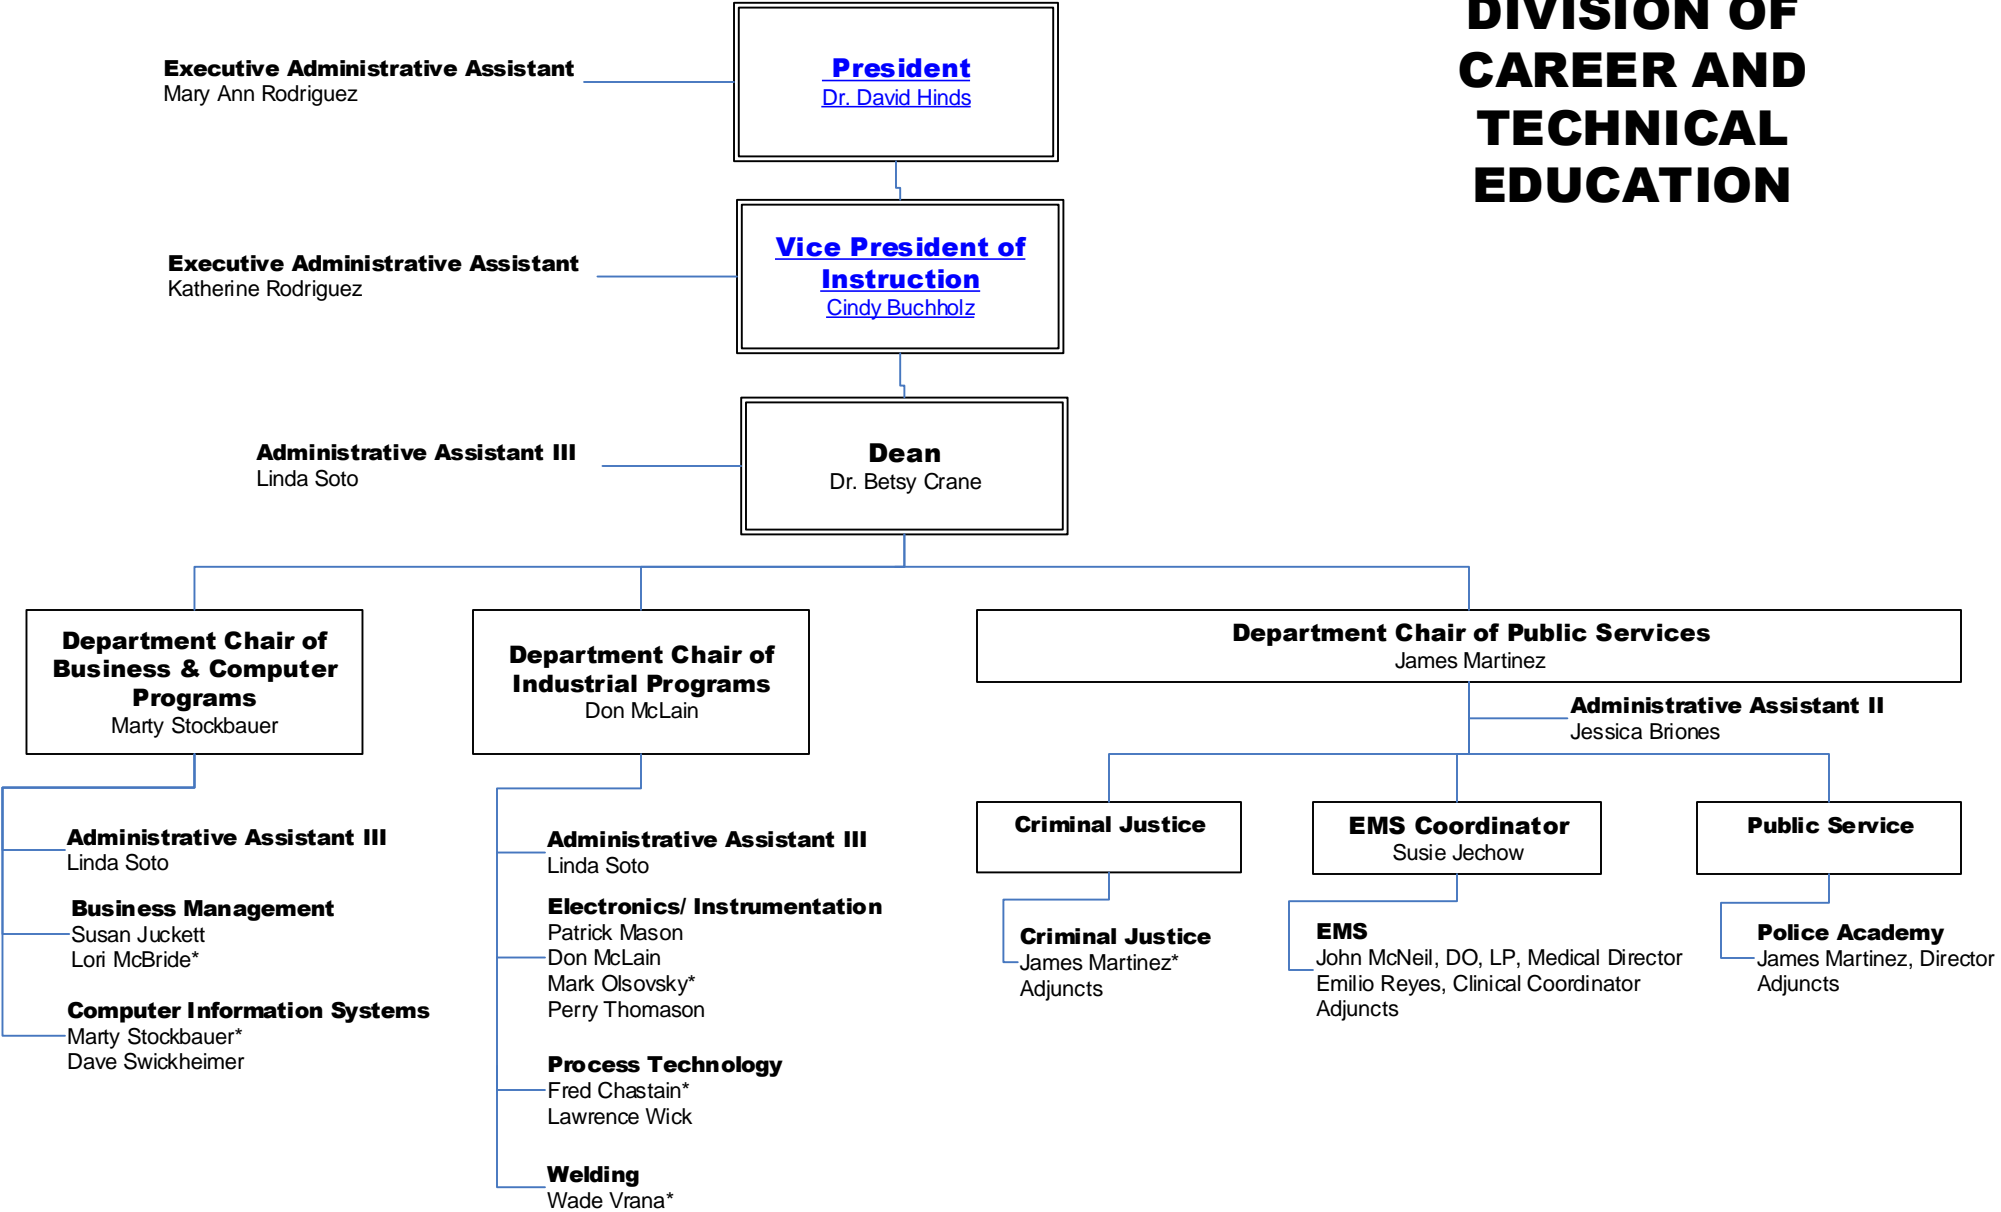 DIVISION OF
CAREER AND
TECHNICAL
EDUCATION
President
Dr. David Hinds
Executive Administrative Assistant
Mary Ann Rodriguez
Vice President of
Instruction
Cindy Buchholz
Executive Administrative Assistant
Katherine Rodriguez
Dean
Dr. Betsy Crane
Administrative Assistant III
Linda Soto
Department Chair of
Business & Computer
Programs
Marty Stockbauer
Administrative Assistant III
Linda Soto
Business Management
Susan Juckett
Lori McBride*
Computer Information Systems
Marty Stockbauer*
Dave Swickheimer
Department Chair of
Industrial Programs
Don McLain
Administrative Assistant III
Linda Soto
Electronics/ Instrumentation
Patrick Mason
Don McLain
Mark Olsovsky*
Perry Thomason
Process Technology
Fred Chastain*
Lawrence Wick
Welding
Wade Vrana*
Department Chair of Public Services
James Martinez
Administrative Assistant II
Jessica Briones
Criminal Justice
Criminal Justice
James Martinez*
Adjuncts
EMS Coordinator
Susie Jechow
EMS
John McNeil, DO, LP, Medical Director
Emilio Reyes, Clinical Coordinator
Adjuncts
Public Service
Police Academy
James Martinez, Director
Adjuncts